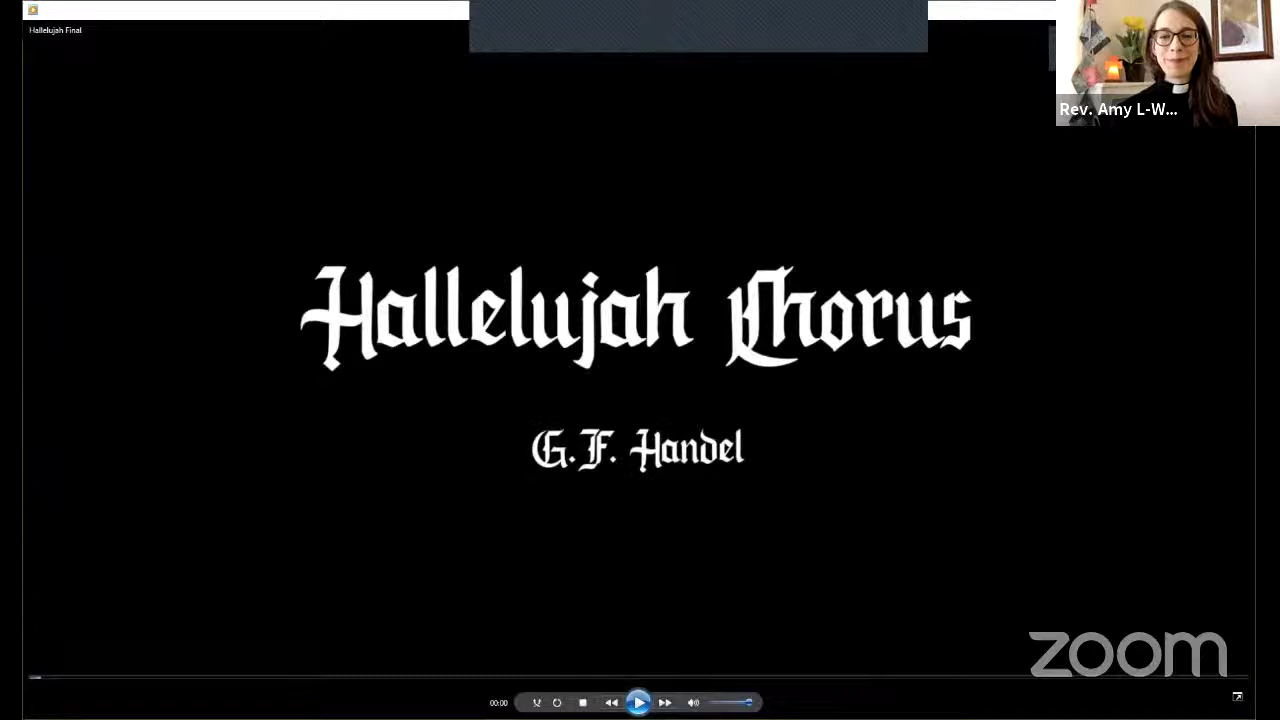 Hallelujah Final
Rev. Amy L-W...
Hallelujah Chorus
G.F. Handel
zoom
00:00